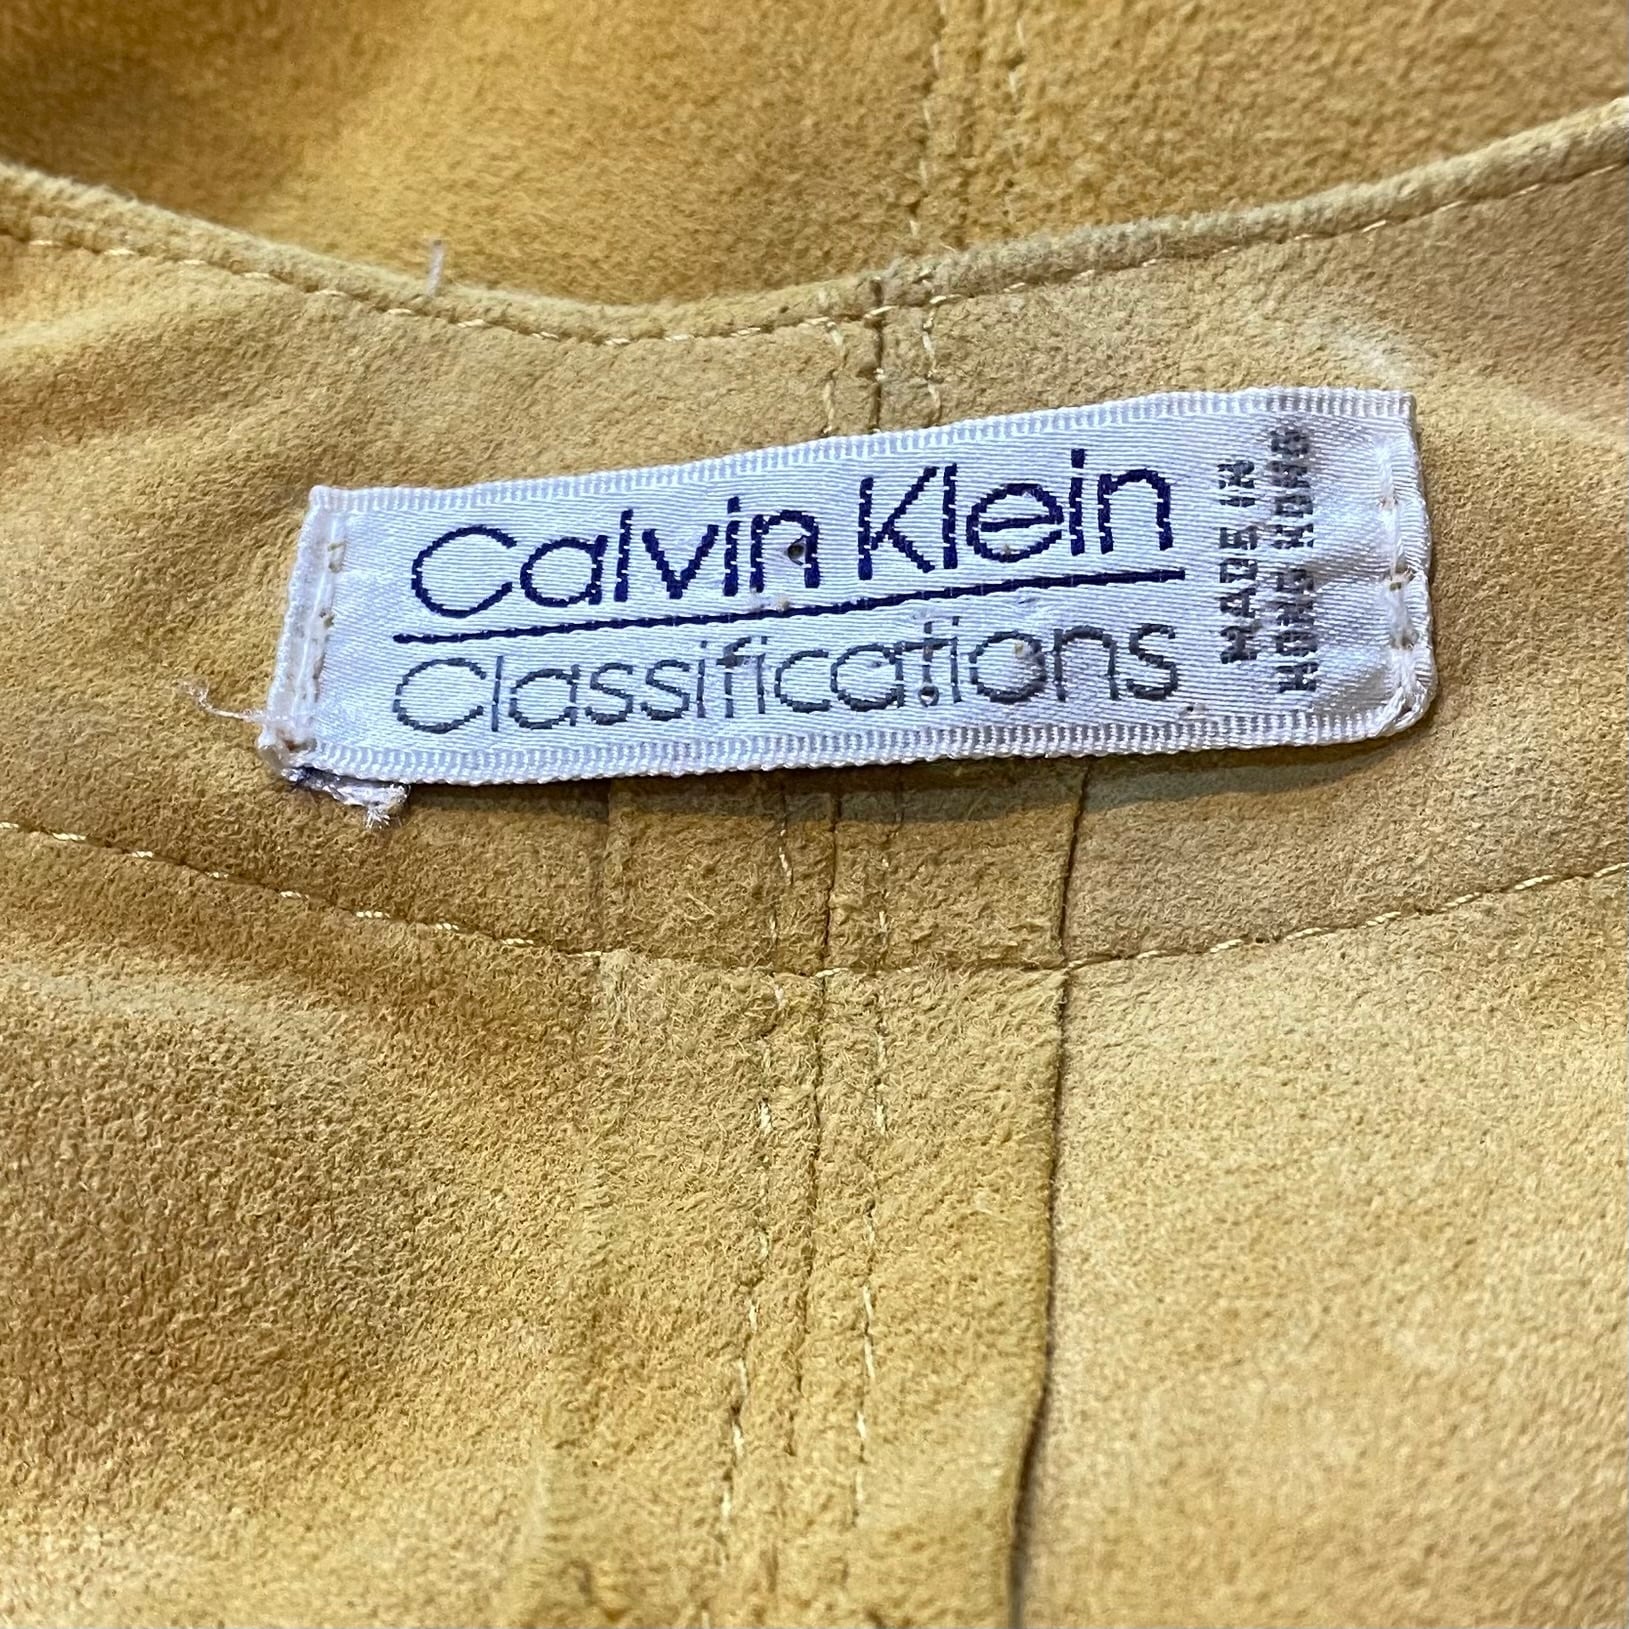 Calvin Klein
Classifications
MADE IN
HONG KONG